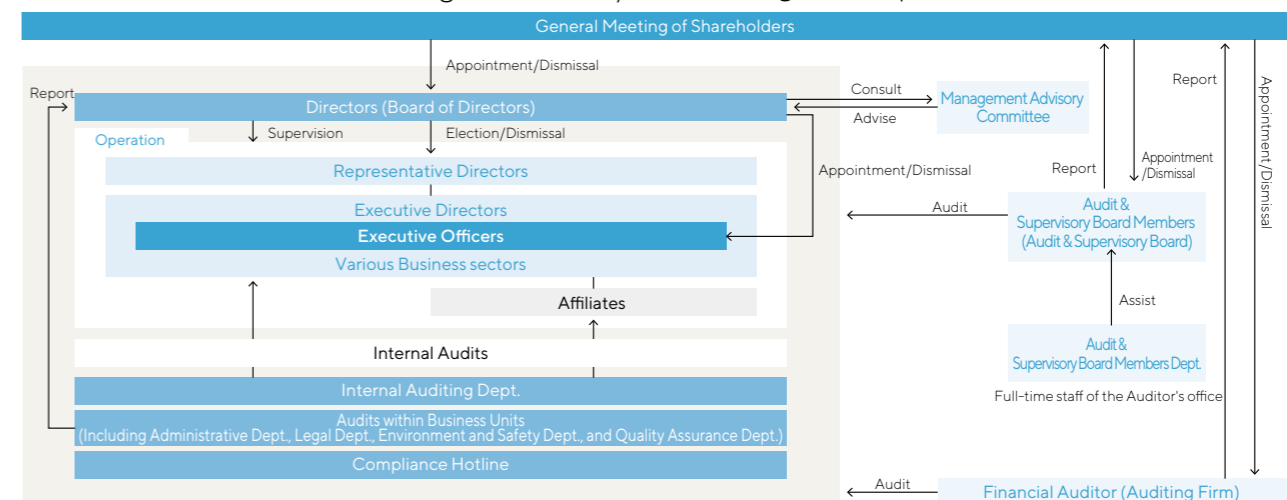 General Meeting of Shareholders
Appointment/Dismissal
Report
Directors (Board of Directors)
Consult
Advise
Management Advisory
Committee
Report
Appointment/Dismissal
Operation
Supervision
Election/Dismissal
Representative Directors
Appointment/Dismissal
Report
Appointment
/Dismissal
Executive Directors
Executive Officers
Various Business sectors
Audit
Audit &
Supervisory Board Members
(Audit & Supervisory Board)
Affiliates
Assist
Internal Audits
Audit &
Supervisory Board Members Dept.
Full-time staff of the Auditor's office
Internal Auditing Dept.
Audits within Business Units
(Including Administrative Dept., Legal Dept., Environment and Safety Dept., and Quality Assurance Dept.)
Compliance Hotline
Audit
Financial Auditor (Auditing Firm)